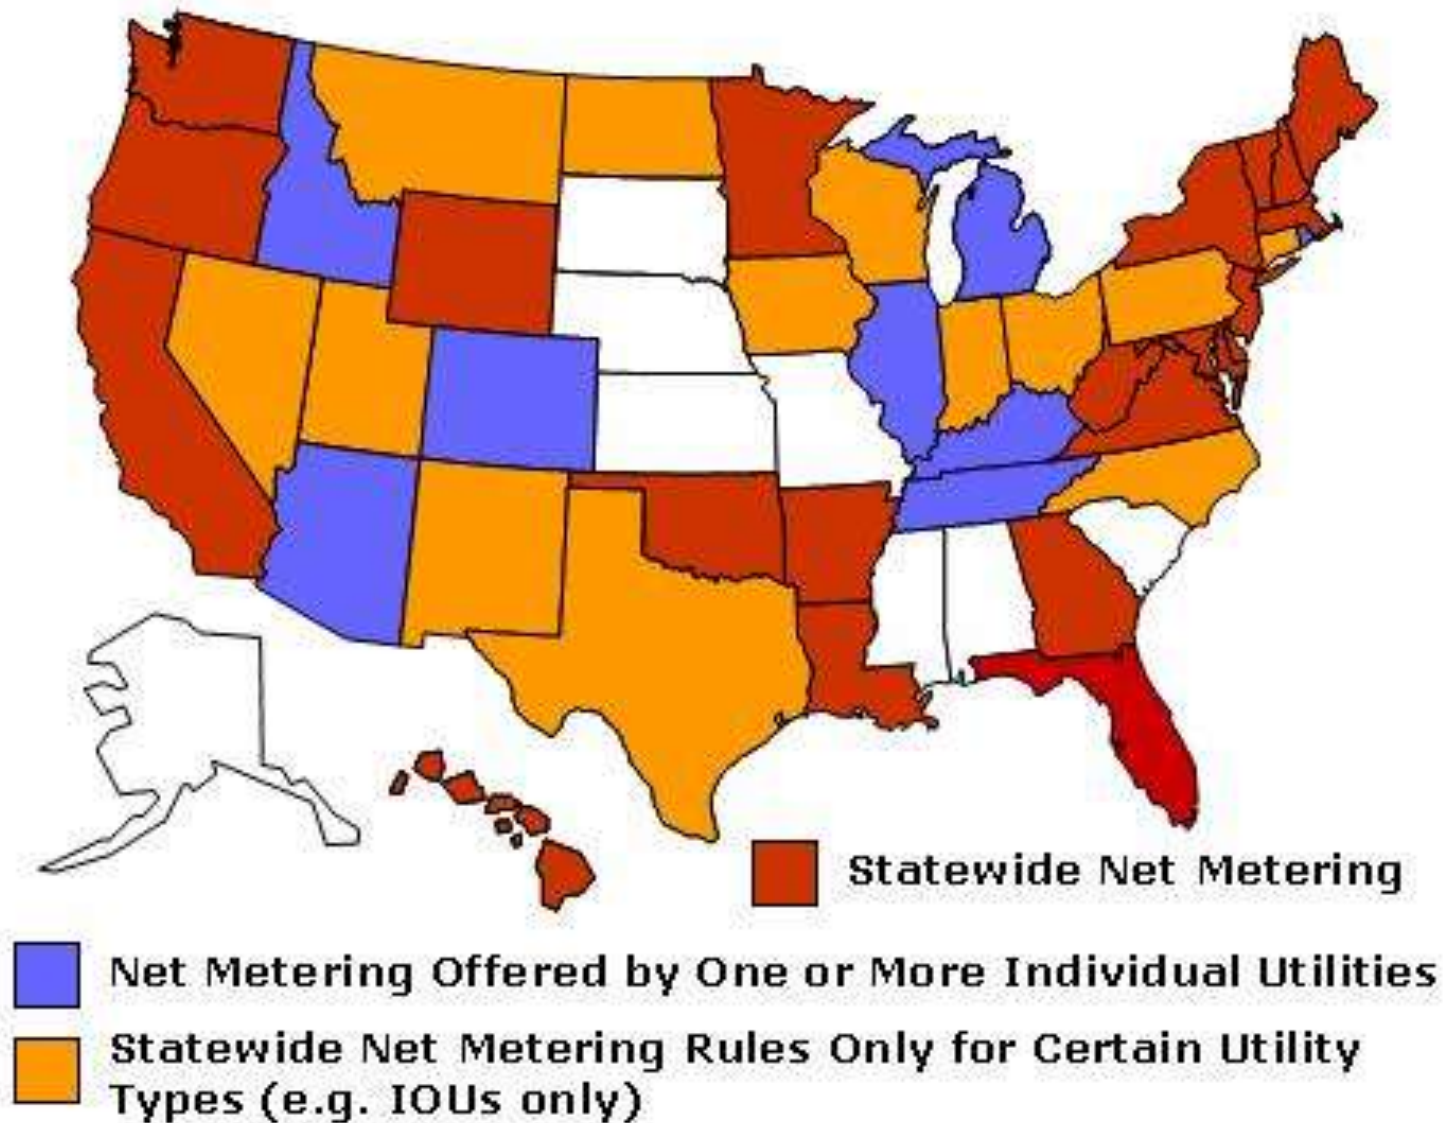 Statewide Net Metering
Net Metering Offered by One or More Individual Utilities
Statewide Net Metering Rules Only for Certain Utility
Types (e.g. IOUs only)